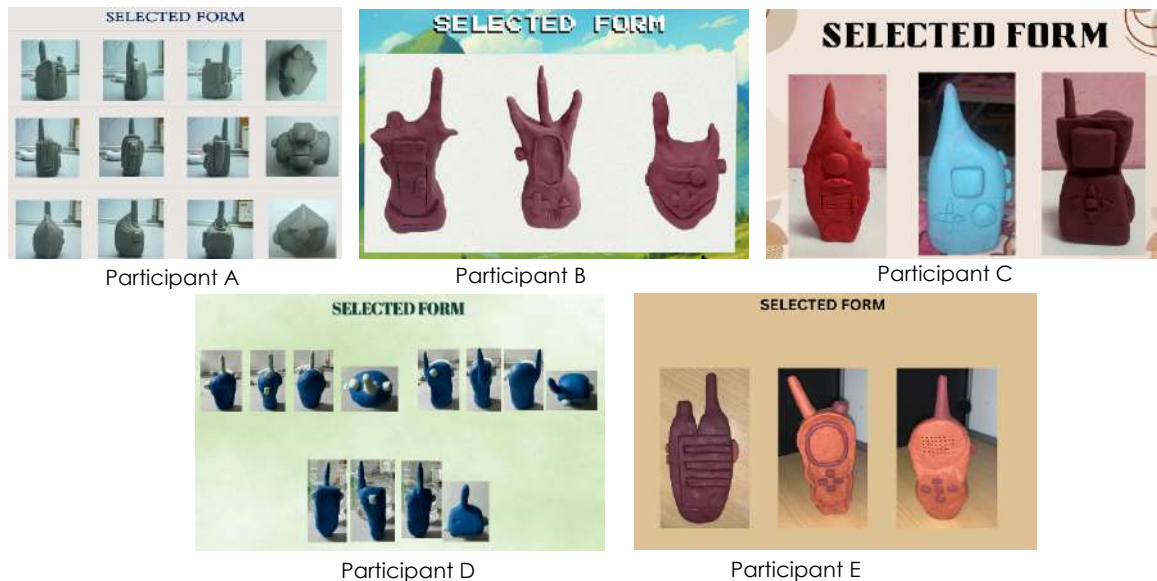 SELECTED FORM
SELECTED FORM
SELECTED FORM
Participant A
Participant B
Participant C
SELECTED FORM
SELECTED FORM
Participant D
Participant E